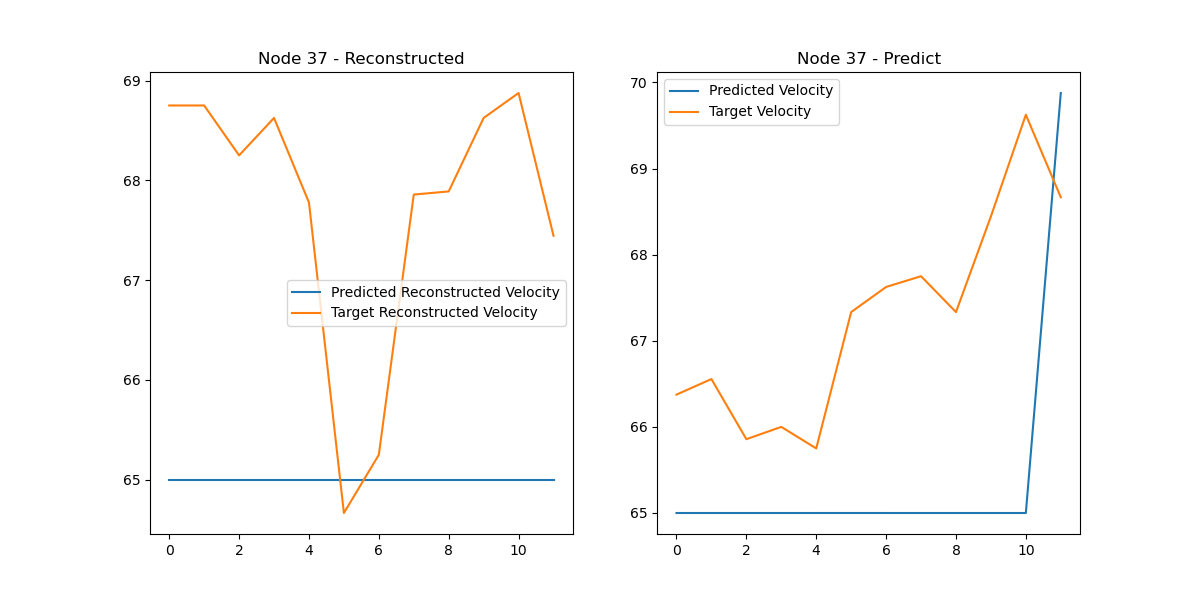 Node 37 - Reconstructed
69
68
67
66
65
0 2 4 6 8 10
Predicted Reconstructed Velocity
Target Reconstructed Velocity
Node 37 - Predict
70
69
68
67
66
65
0 2 4 6 8 10
Predicted Velocity
Target Velocity